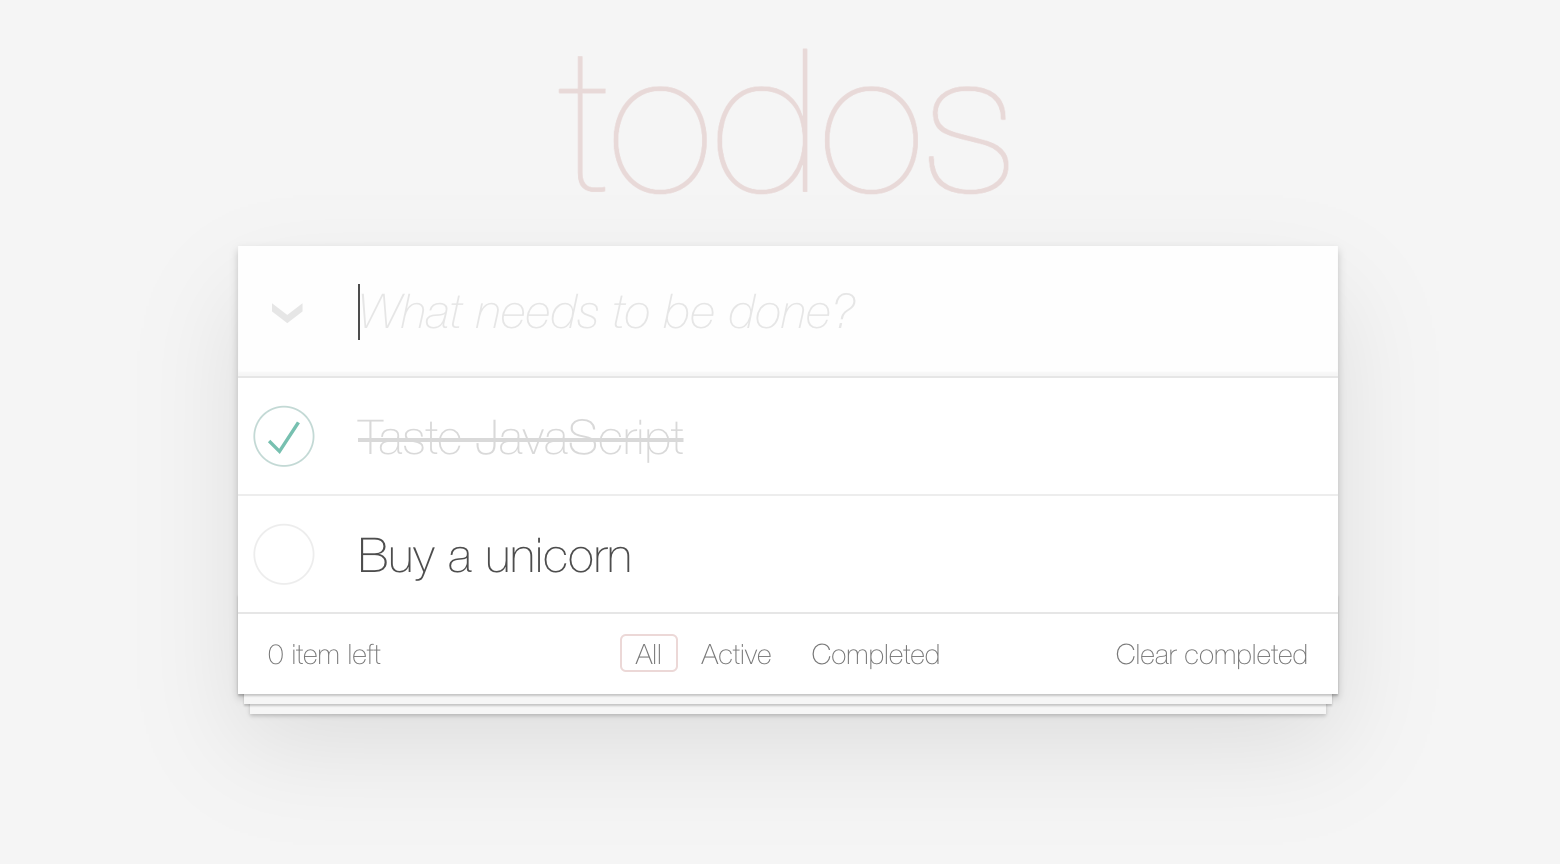 todos
What needs to be done?
Taste JavaScript
Buy a unicorn
0 item left All Active Completed Clear completed